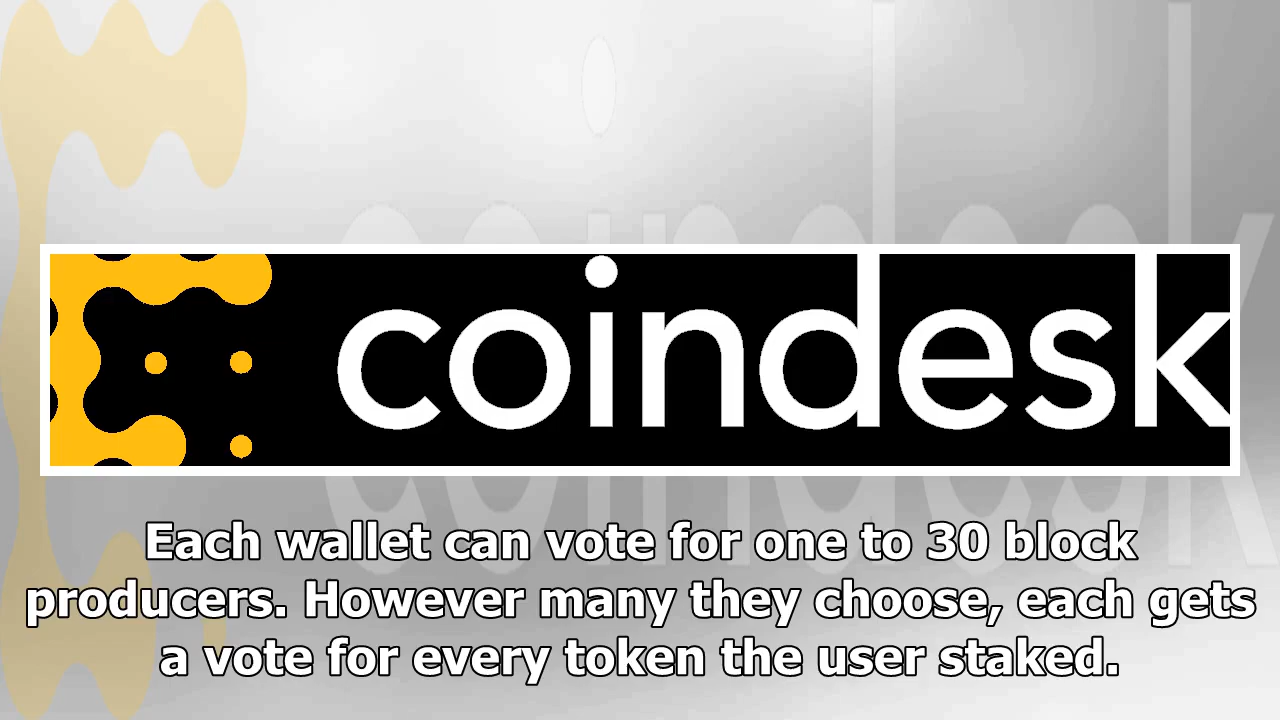 coindesk
Each wallet can vote for one to 30 block
producers. However many they choose, each gets
a vote for every token the user staked.